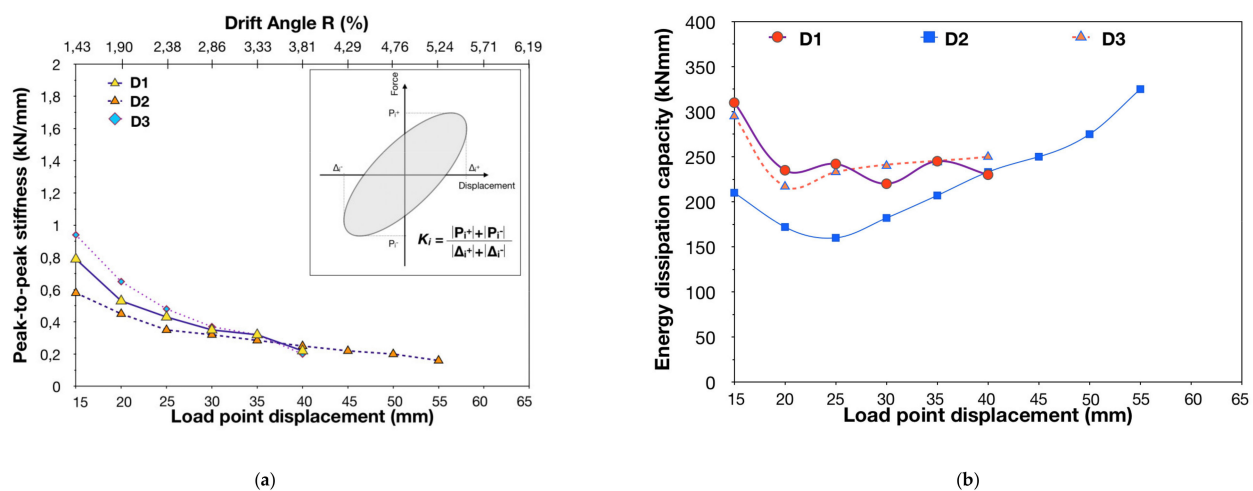 Drift Angle R (%)
1,43 1,90 2,38 2,86 3,33 3,81 4,29 4,76 5,24 5,71 6,19
Peak-to-peak stiffness (kN/mm)
2
1,8
1,6
1,4
1,2
1
0,8
0,6
0,4
0,2
0
D1
D2
D3
Force
Pi+
Δi-
Δi+
Displacement
Pi-
Ki = |Pi+|+|Pi-|
|Δi+|+|Δi-|
15 20 25 30 35 40 45 50 55 60 65
Load point displacement (mm)
(a)
Energy dissipation capacity (kNmm)
400
350
300
250
200
150
100
50
0
D1 D2 D3
15 20 25 30 35 40 45 50 55 60 65
Load point displacement (mm)
(b)